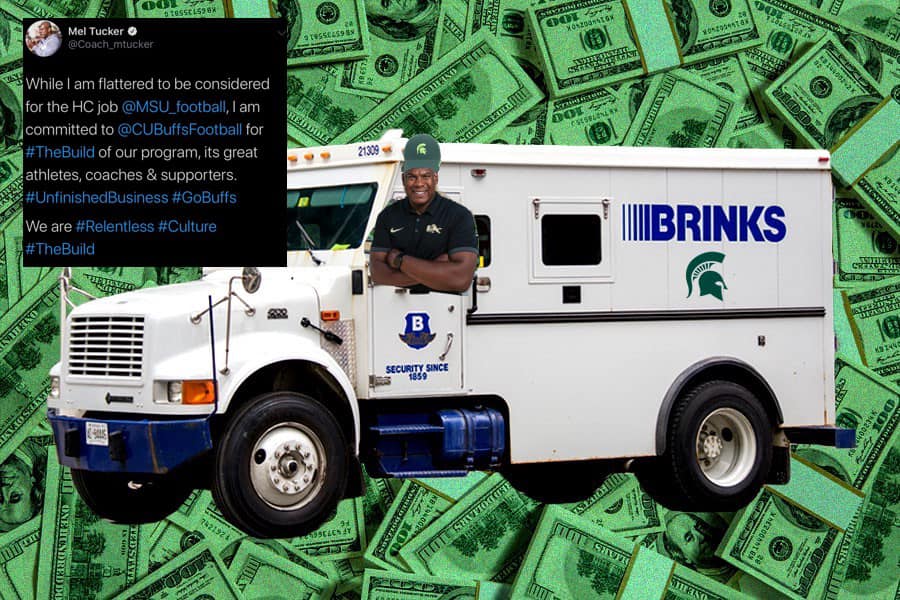 Mel Tucker
@Coach_mtucker
While I am flattered to be considered
for the HC job @MSU_football, I am
committed to @CUBuffsFootball for
#TheBuild of our program, its great
athletes, coaches & supporters.
#UnfinishedBusiness #GoBuffs
We are #Relentless #Culture
#TheBuild
21309
BRINKS
B
SECURITY SINCE
1859